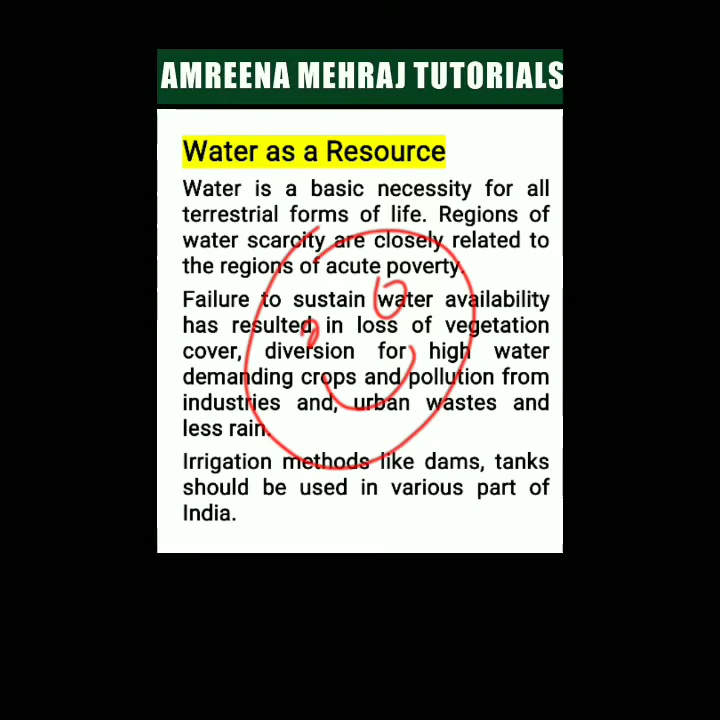 AMREENA MEHRAJ TUTORIALS
Water as a Resource
Water is a basic necessity for all
terrestrial forms of life. Regions of
water scarcity are closely related to
the regions of acute poverty.
Failure to sustain water availability
has resulted in loss of vegetation
cover, diversion for high water
demanding crops and pollution from
industries and, urban wastes and
less rain.
Irrigation methods like dams, tanks
should be used in various part of
India.